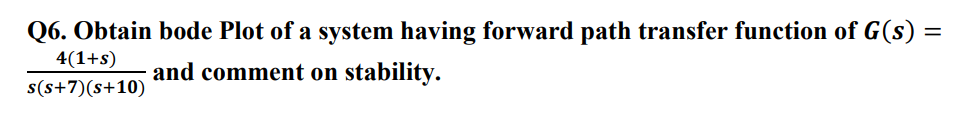 Q6. Obtain bode Plot of a system having forward path transfer function of G(s) =
4(1+s)
s(s+7)(s+10) and comment on stability.